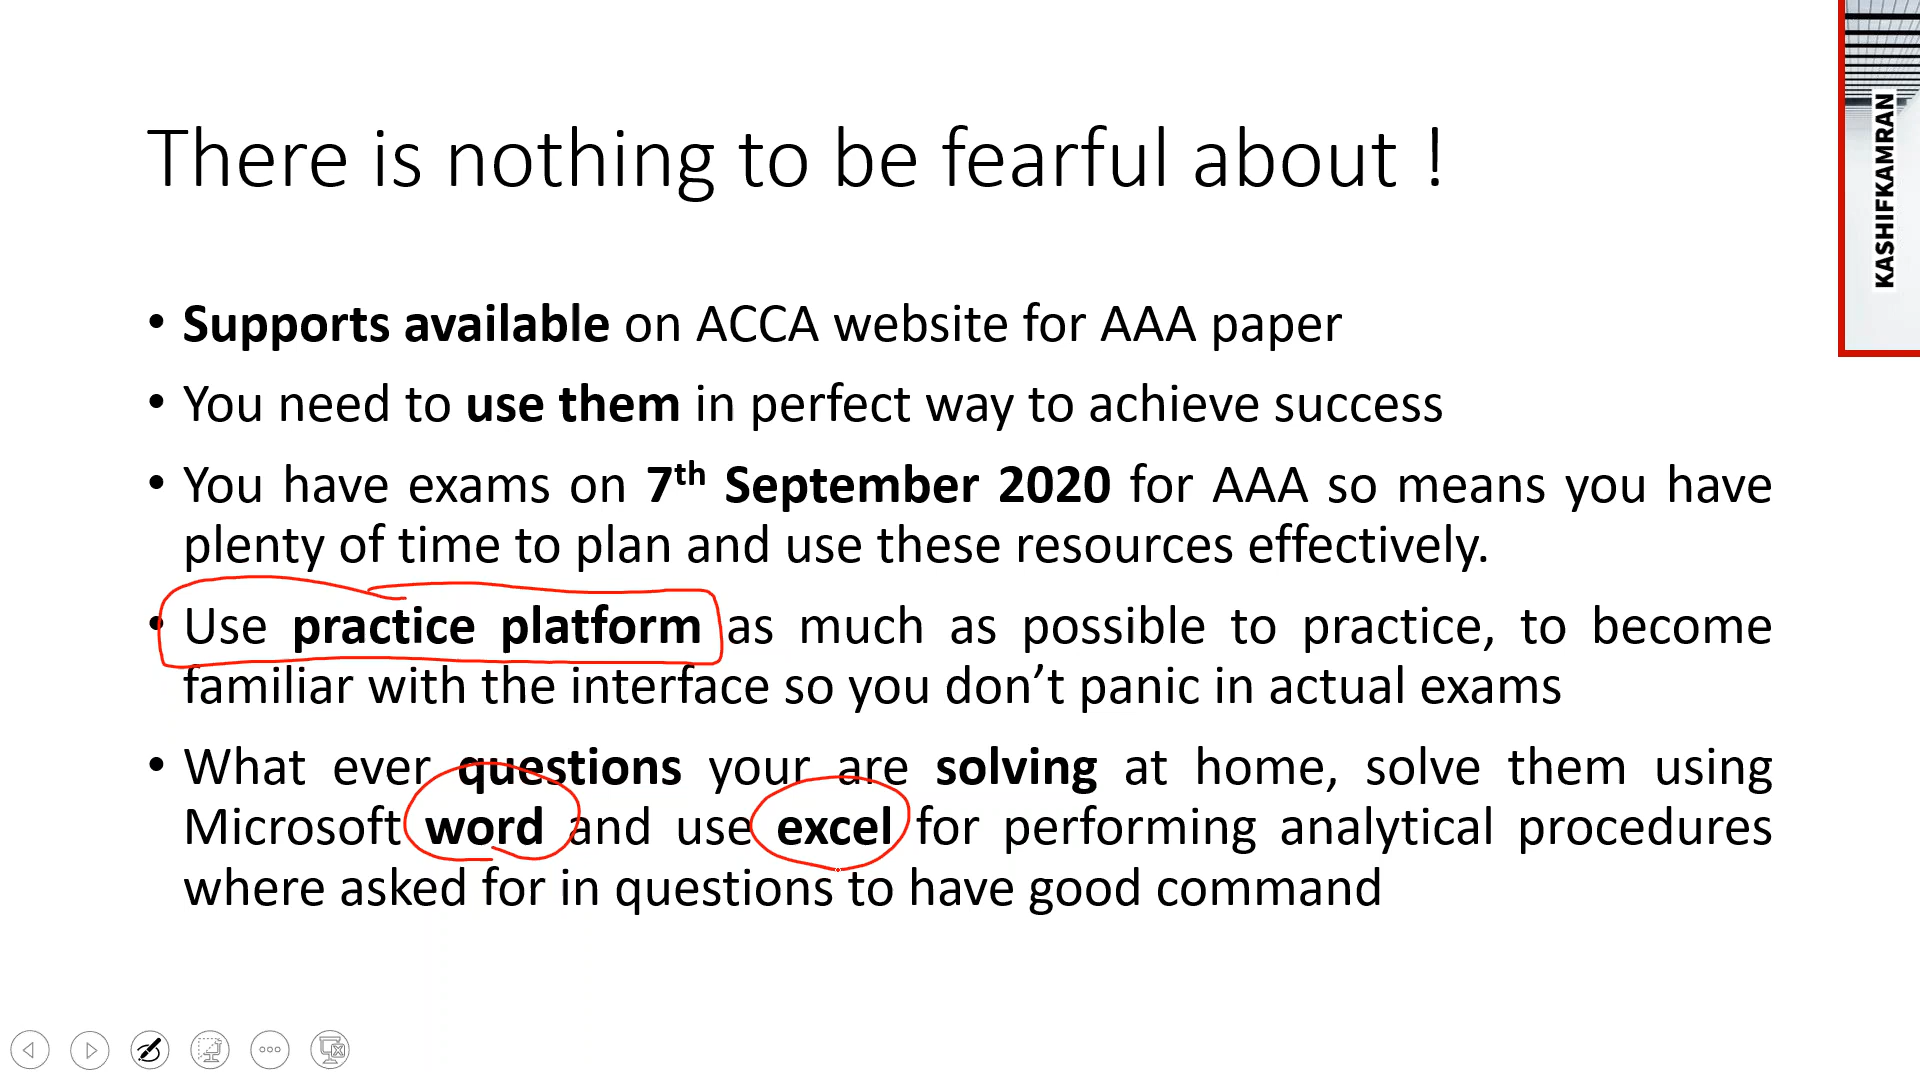 There is nothing to be fearful about !
KASHIFKAMRAN
• Supports available on ACCA website for AAA paper
• You need to use them in perfect way to achieve success
• You have exams on 7th September 2020 for AAA so means you have
plenty of time to plan and use these resources effectively.
• Use practice platform as much as possible to practice, to become
familiar with the interface so you don’t panic in actual exams
• What ever questions your are solving at home, solve them using
Microsoft word and use excel for performing analytical procedures
where asked for in questions to have good command